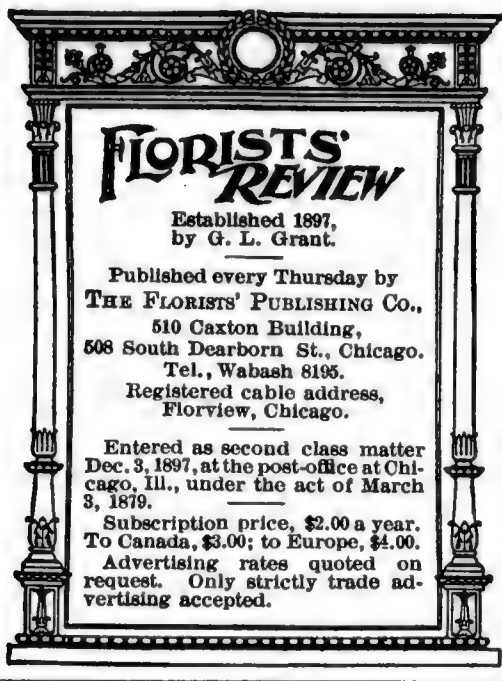 FLORISTS'
REVIEW
Established 1897,
by G. L. Grant.
Published every Thursday by
THE FLORISTS' PUBLISHING CO.,
510 Caxton Building,
508 South Dearborn St., Chicago.
Tel., Wabash 8195.
Registered cable address,
Florview, Chicago.
Entered as second class matter
Dec. 3, 1897, at the post-office at Chi-
cago, Ill., under the act of March
3, 1879.
Subscription price, $2.00 a year.
To Canada, $3.00; to Europe, $4.00.
Advertising rates quoted on
request. Only strictly trade ad-
vertising accepted.